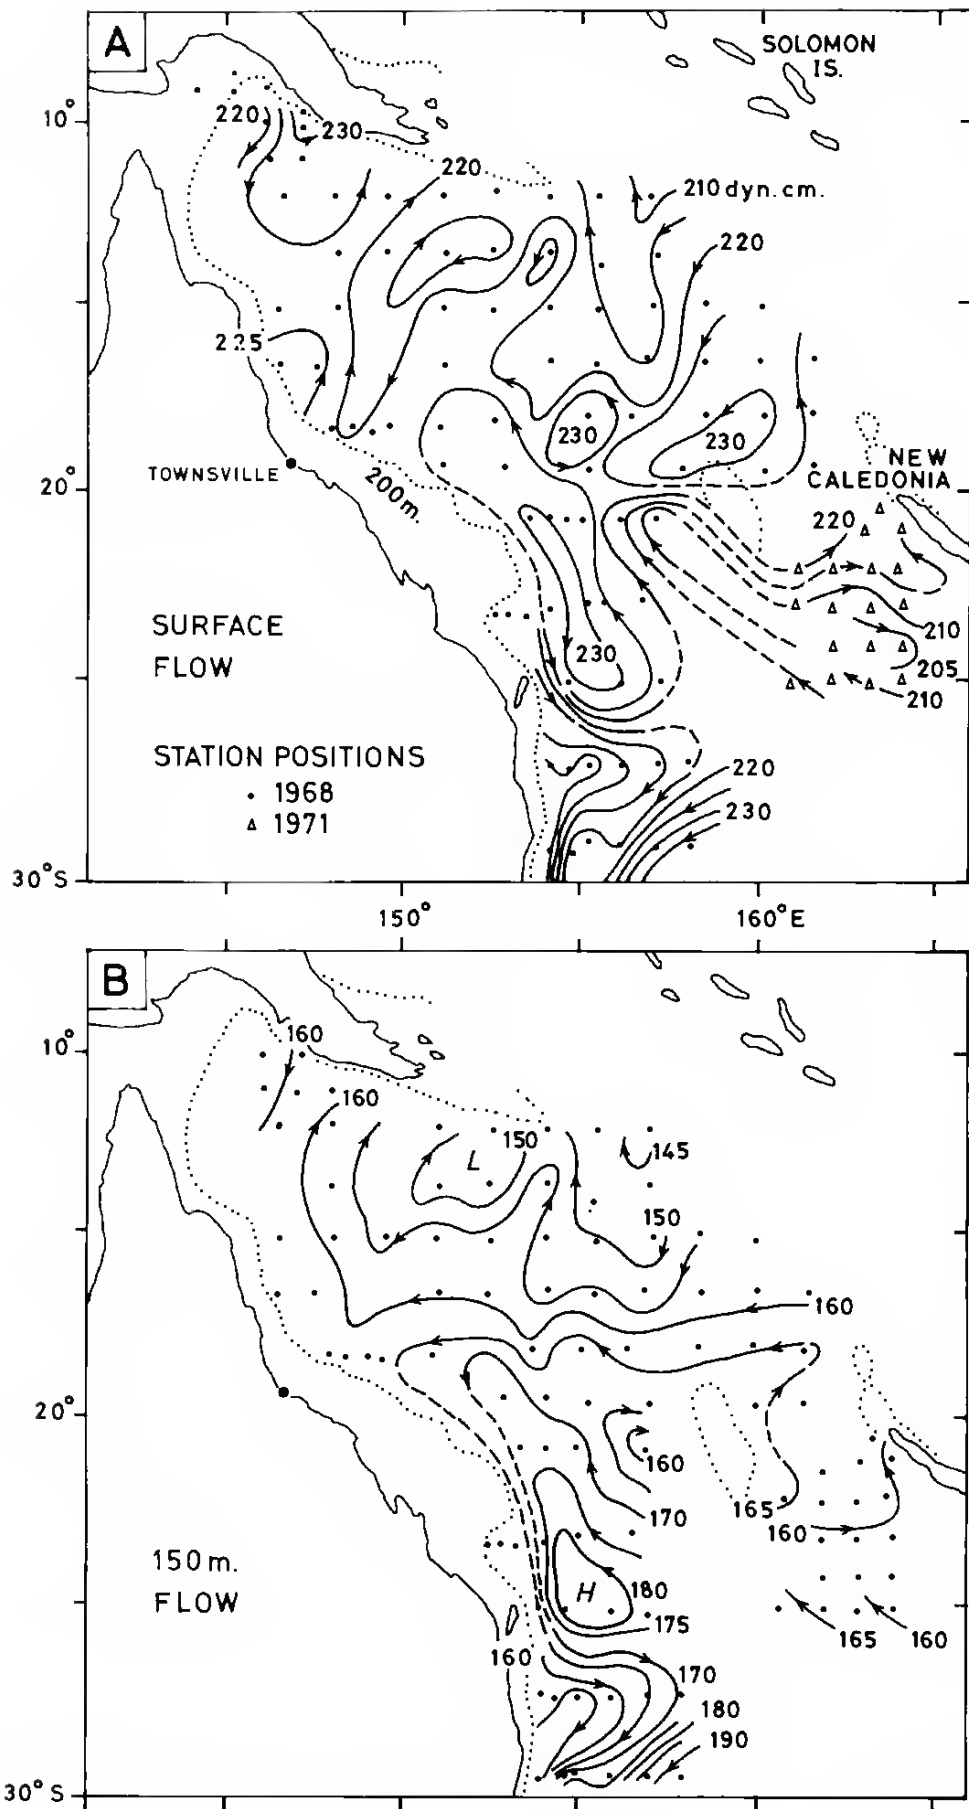 A
SOLOMON
IS.
10°
220
230
220
210 dyn. cm.
220
225
230
230
NEW
CALEDONIA
TOWNSVILLE
200m.
20°
220
SURFACE
FLOW
230
210
205
210
STATION POSITIONS
• 1968
△ 1971
220
230
30°S
150°
160°E
B
10°
160
160
150
L
145
150
160
20°
160
165
170
160
150 m.
FLOW
H
180
175
165
160
160
170
180
190
30°S